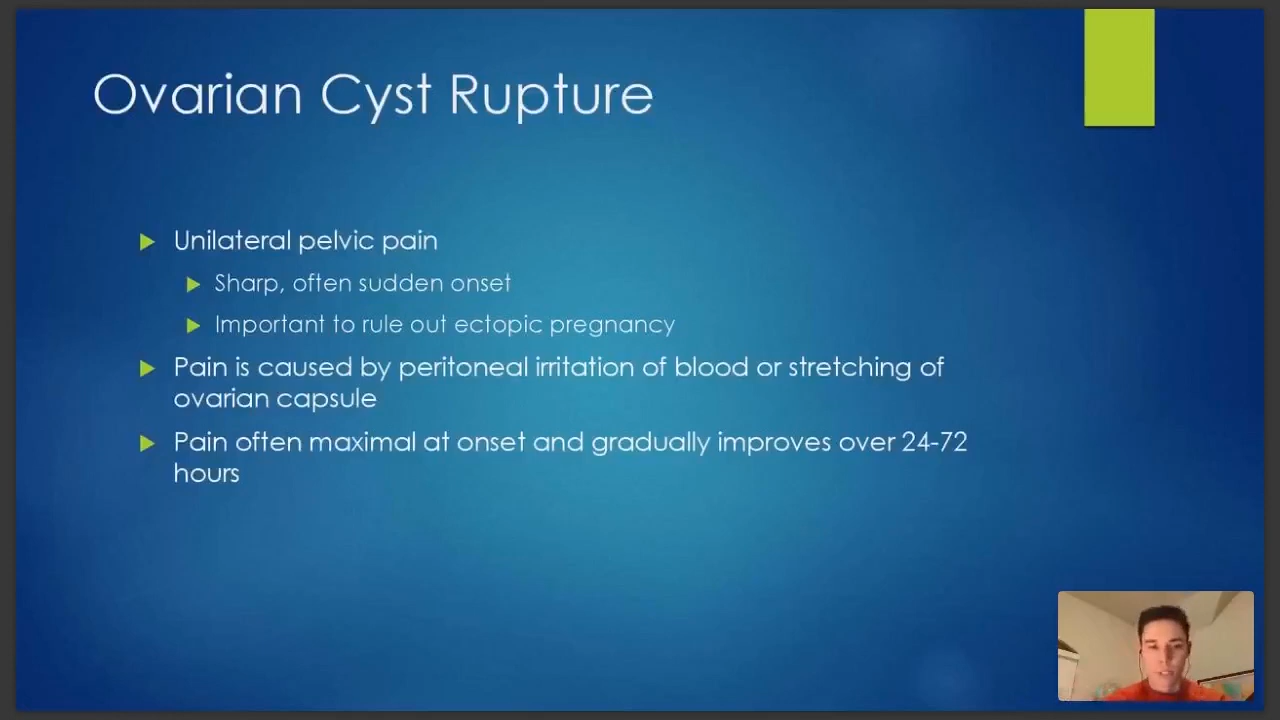 Ovarian Cyst Rupture
Unilateral pelvic pain
Sharp, often sudden onset
Important to rule out ectopic pregnancy
Pain is caused by peritoneal irritation of blood or stretching of
ovarian capsule
Pain often maximal at onset and gradually improves over 24-72
hours